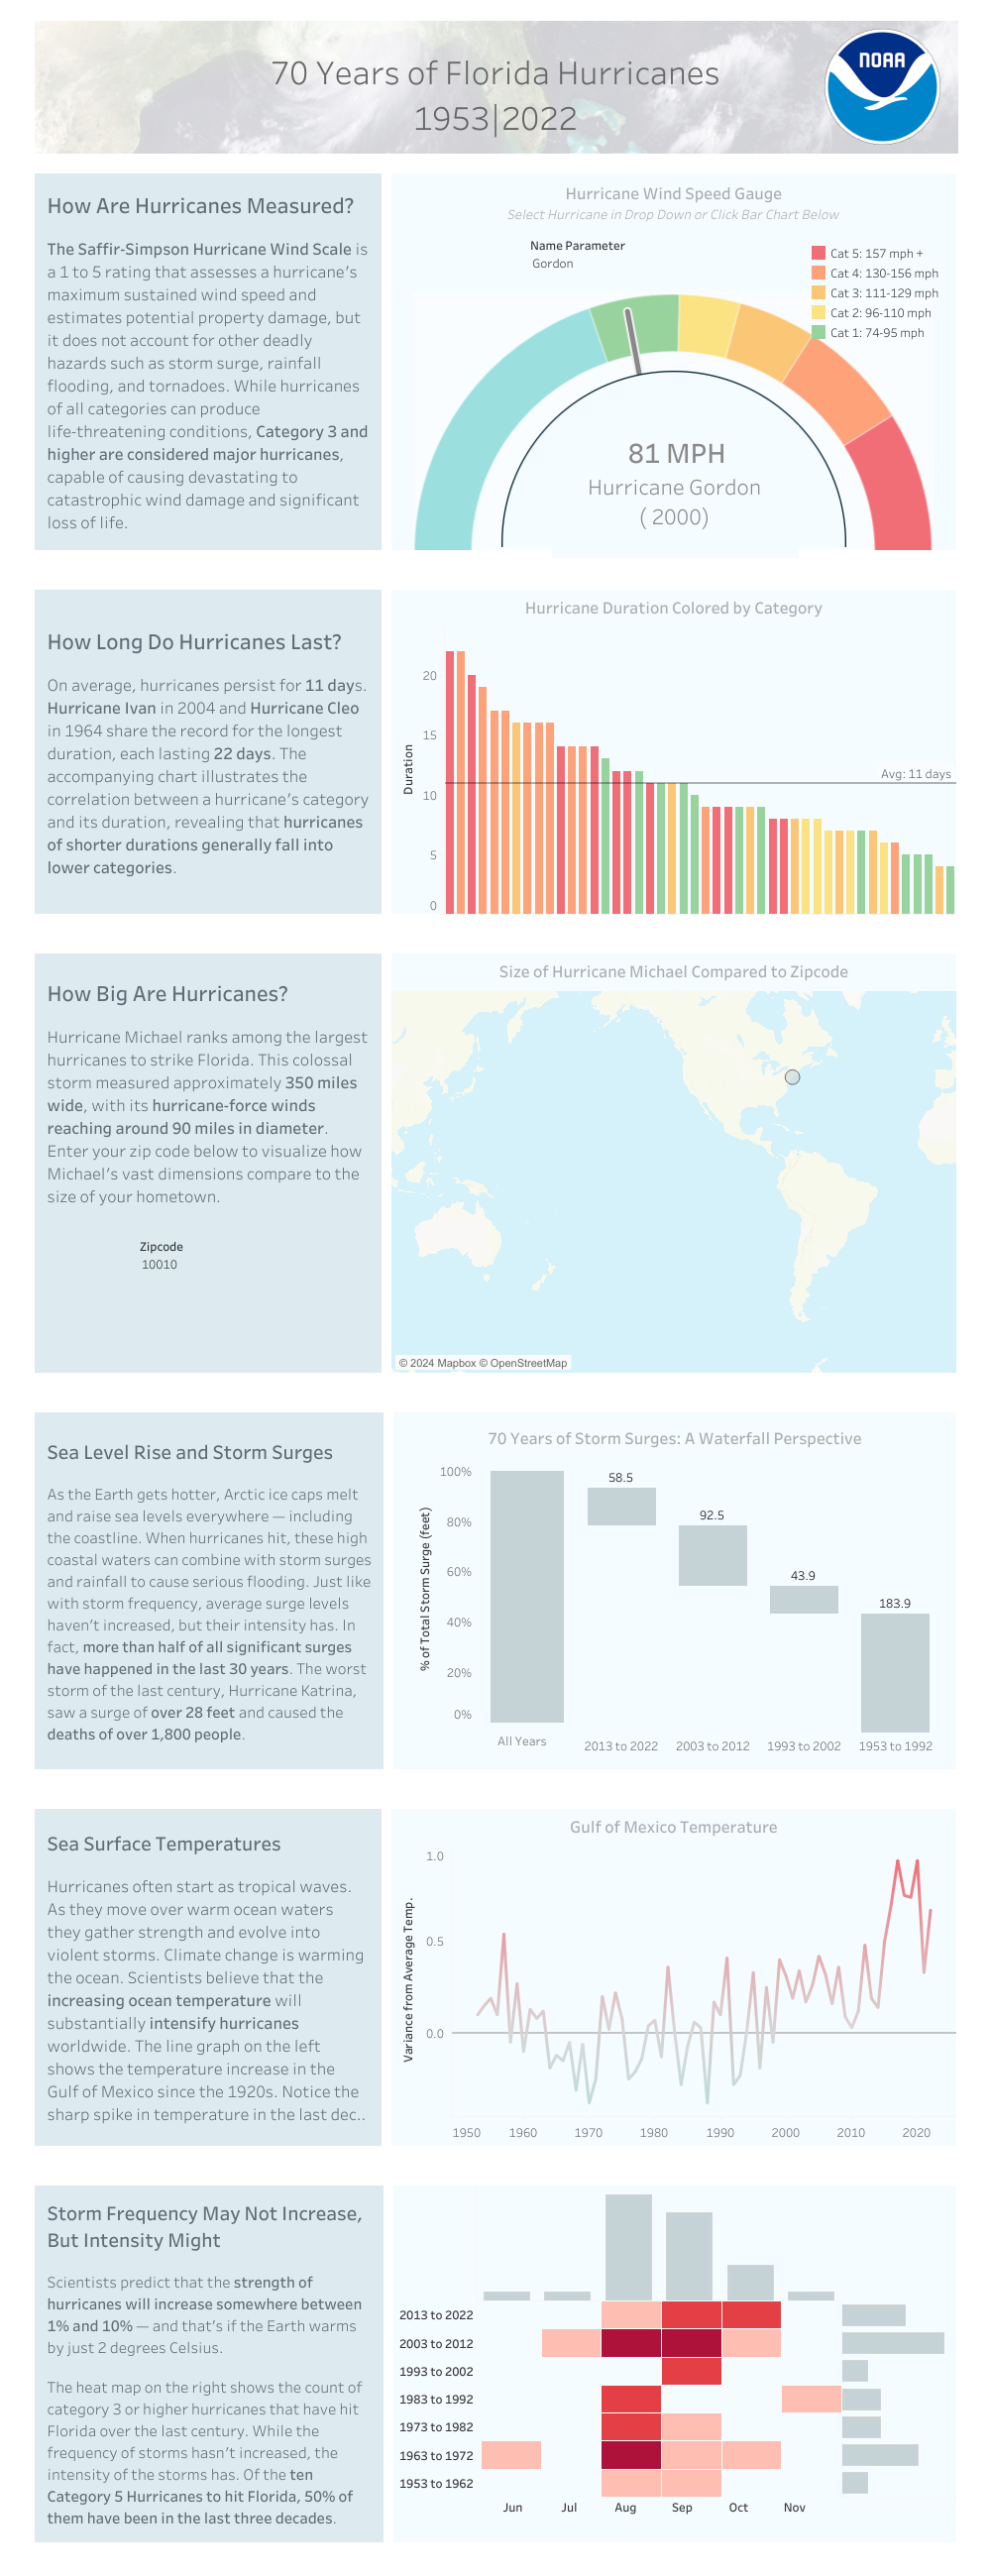 70 Years of Florida Hurricanes
1953|2022
NOAA
How Are Hurricanes Measured?
The Saffir-Simpson Hurricane Wind Scale is
a 1 to 5 rating that assesses a hurricane's
maximum sustained wind speed and
estimates potential property damage, but
it does not account for other deadly
hazards such as storm surge, rainfall
flooding, and tornadoes. While hurricanes
of all categories can produce
life-threatening conditions, Category 3 and
higher are considered major hurricanes,
capable of causing devastating to
catastrophic wind damage and significant
loss of life.
Hurricane Wind Speed Gauge
Select Hurricane in Drop Down or Click Bar Chart Below
Name Parameter
Gordon
Cat 5: 157 mph +
Cat 4: 130-156 mph
Cat 3: 111-129 mph
Cat 2: 96-110 mph
Cat 1: 74-95 mph
81 MPH
Hurricane Gordon
( 2000)
How Long Do Hurricanes Last?
On average, hurricanes persist for 11 days.
Hurricane Ivan in 2004 and Hurricane Cleo
in 1964 share the record for the longest
duration, each lasting 22 days. The
accompanying chart illustrates the
correlation between a hurricane's category
and its duration, revealing that hurricanes
of shorter durations generally fall into
lower categories.
Hurricane Duration Colored by Category
Duration
20
15
10
5
0
Avg: 11 days
How Big Are Hurricanes?
Hurricane Michael ranks among the largest
hurricanes to strike Florida. This colossal
storm measured approximately 350 miles
wide, with its hurricane-force winds
reaching around 90 miles in diameter.
Enter your zip code below to visualize how
Michael's vast dimensions compare to the
size of your hometown.
Zipcode
10010
Size of Hurricane Michael Compared to Zipcode
© 2024 Mapbox © OpenStreetMap
Sea Level Rise and Storm Surges
As the Earth gets hotter, Arctic ice caps melt
and raise sea levels everywhere — including
the coastline. When hurricanes hit, these high
coastal waters can combine with storm surges
and rainfall to cause serious flooding. Just like
with storm frequency, average surge levels
haven't increased, but their intensity has. In
fact, more than half of all significant surges
have happened in the last 30 years. The worst
storm of the last century, Hurricane Katrina,
saw a surge of over 28 feet and caused the
deaths of over 1,800 people.
70 Years of Storm Surges: A Waterfall Perspective
% of Total Storm Surge (feet)
100%
80%
60%
40%
20%
0%
58.5
92.5
43.9
183.9
All Years
2013 to 2022
2003 to 2012
1993 to 2002
1953 to 1992
Sea Surface Temperatures
Hurricanes often start as tropical waves.
As they move over warm ocean waters
they gather strength and evolve into
violent storms. Climate change is warming
the ocean. Scientists believe that the
increasing ocean temperature will
substantially intensify hurricanes
worldwide. The line graph on the left
shows the temperature increase in the
Gulf of Mexico since the 1920s. Notice the
sharp spike in temperature in the last dec..
Gulf of Mexico Temperature
Variance from Average Temp.
1.0
0.5
0.0
1950
1960
1970
1980
1990
2000
2010
2020
Storm Frequency May Not Increase,
But Intensity Might
Scientists predict that the strength of
hurricanes will increase somewhere between
1% and 10% — and that's if the Earth warms
by just 2 degrees Celsius.
The heat map on the right shows the count of
category 3 or higher hurricanes that have hit
Florida over the last century. While the
frequency of storms hasn't increased, the
intensity of the storms has. Of the ten
Category 5 Hurricanes to hit Florida, 50% of
them have been in the last three decades.
2013 to 2022
2003 to 2012
1993 to 2002
1983 to 1992
1973 to 1982
1963 to 1972
1953 to 1962
Jun
Jul
Aug
Sep
Oct
Nov